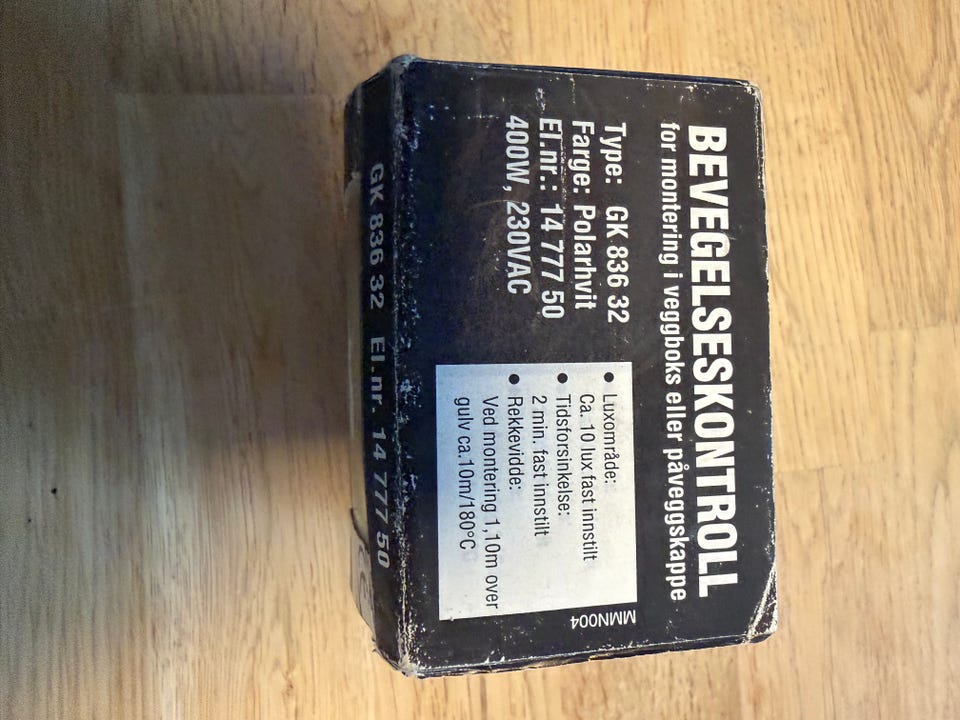 BEVEGELSESKONTROLL
for montering i veggboks eller påveggskappe
Type: GK 836 32
Farge: Polarhvit
El.nr.: 14 777 50
400W, 230VAC
• Luxområde:
Ca. 10 lux fast innstilt
• Tidsforsinkelse:
2 min. fast innstilt
• Rekkevidde:
Ved montering 1,10m over
gulv ca.10m/180°C
MMN004
GK 836 32 El.nr. 14 777 50